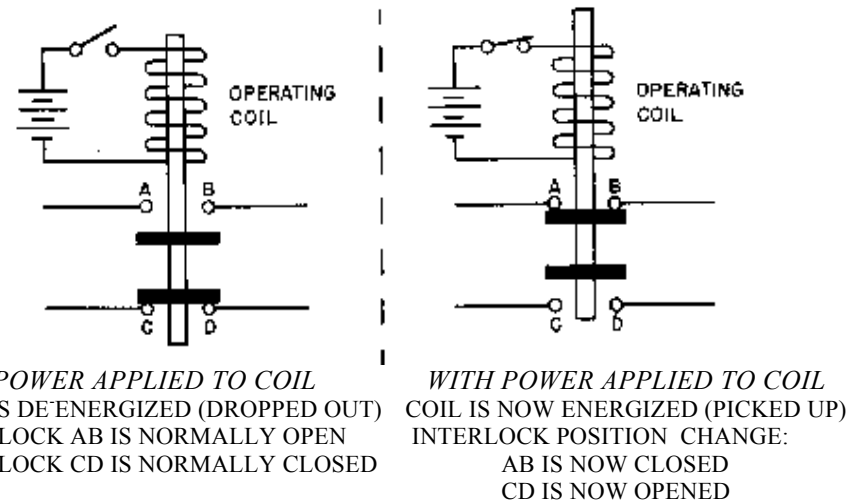 OPERATING
COIL
A B
C D
POWER APPLIED TO COIL
S DE-ENERGIZED (DROPPED OUT)
LOCK AB IS NORMALLY OPEN
LOCK CD IS NORMALLY CLOSED
OPERATING
COIL
A B
C D
WITH POWER APPLIED TO COIL
COIL IS NOW ENERGIZED (PICKED UP)
INTERLOCK POSITION CHANGE:
AB IS NOW CLOSED
CD IS NOW OPENED